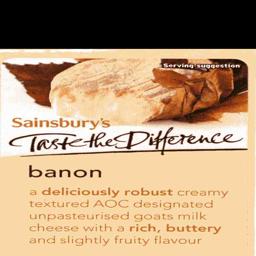 Serving suggestion
Sainsbury's
Taste the Difference
banon
a deliciously robust creamy
textured AOC designated
unpasteurised goats milk
cheese with a rich, buttery
and slightly fruity flavour